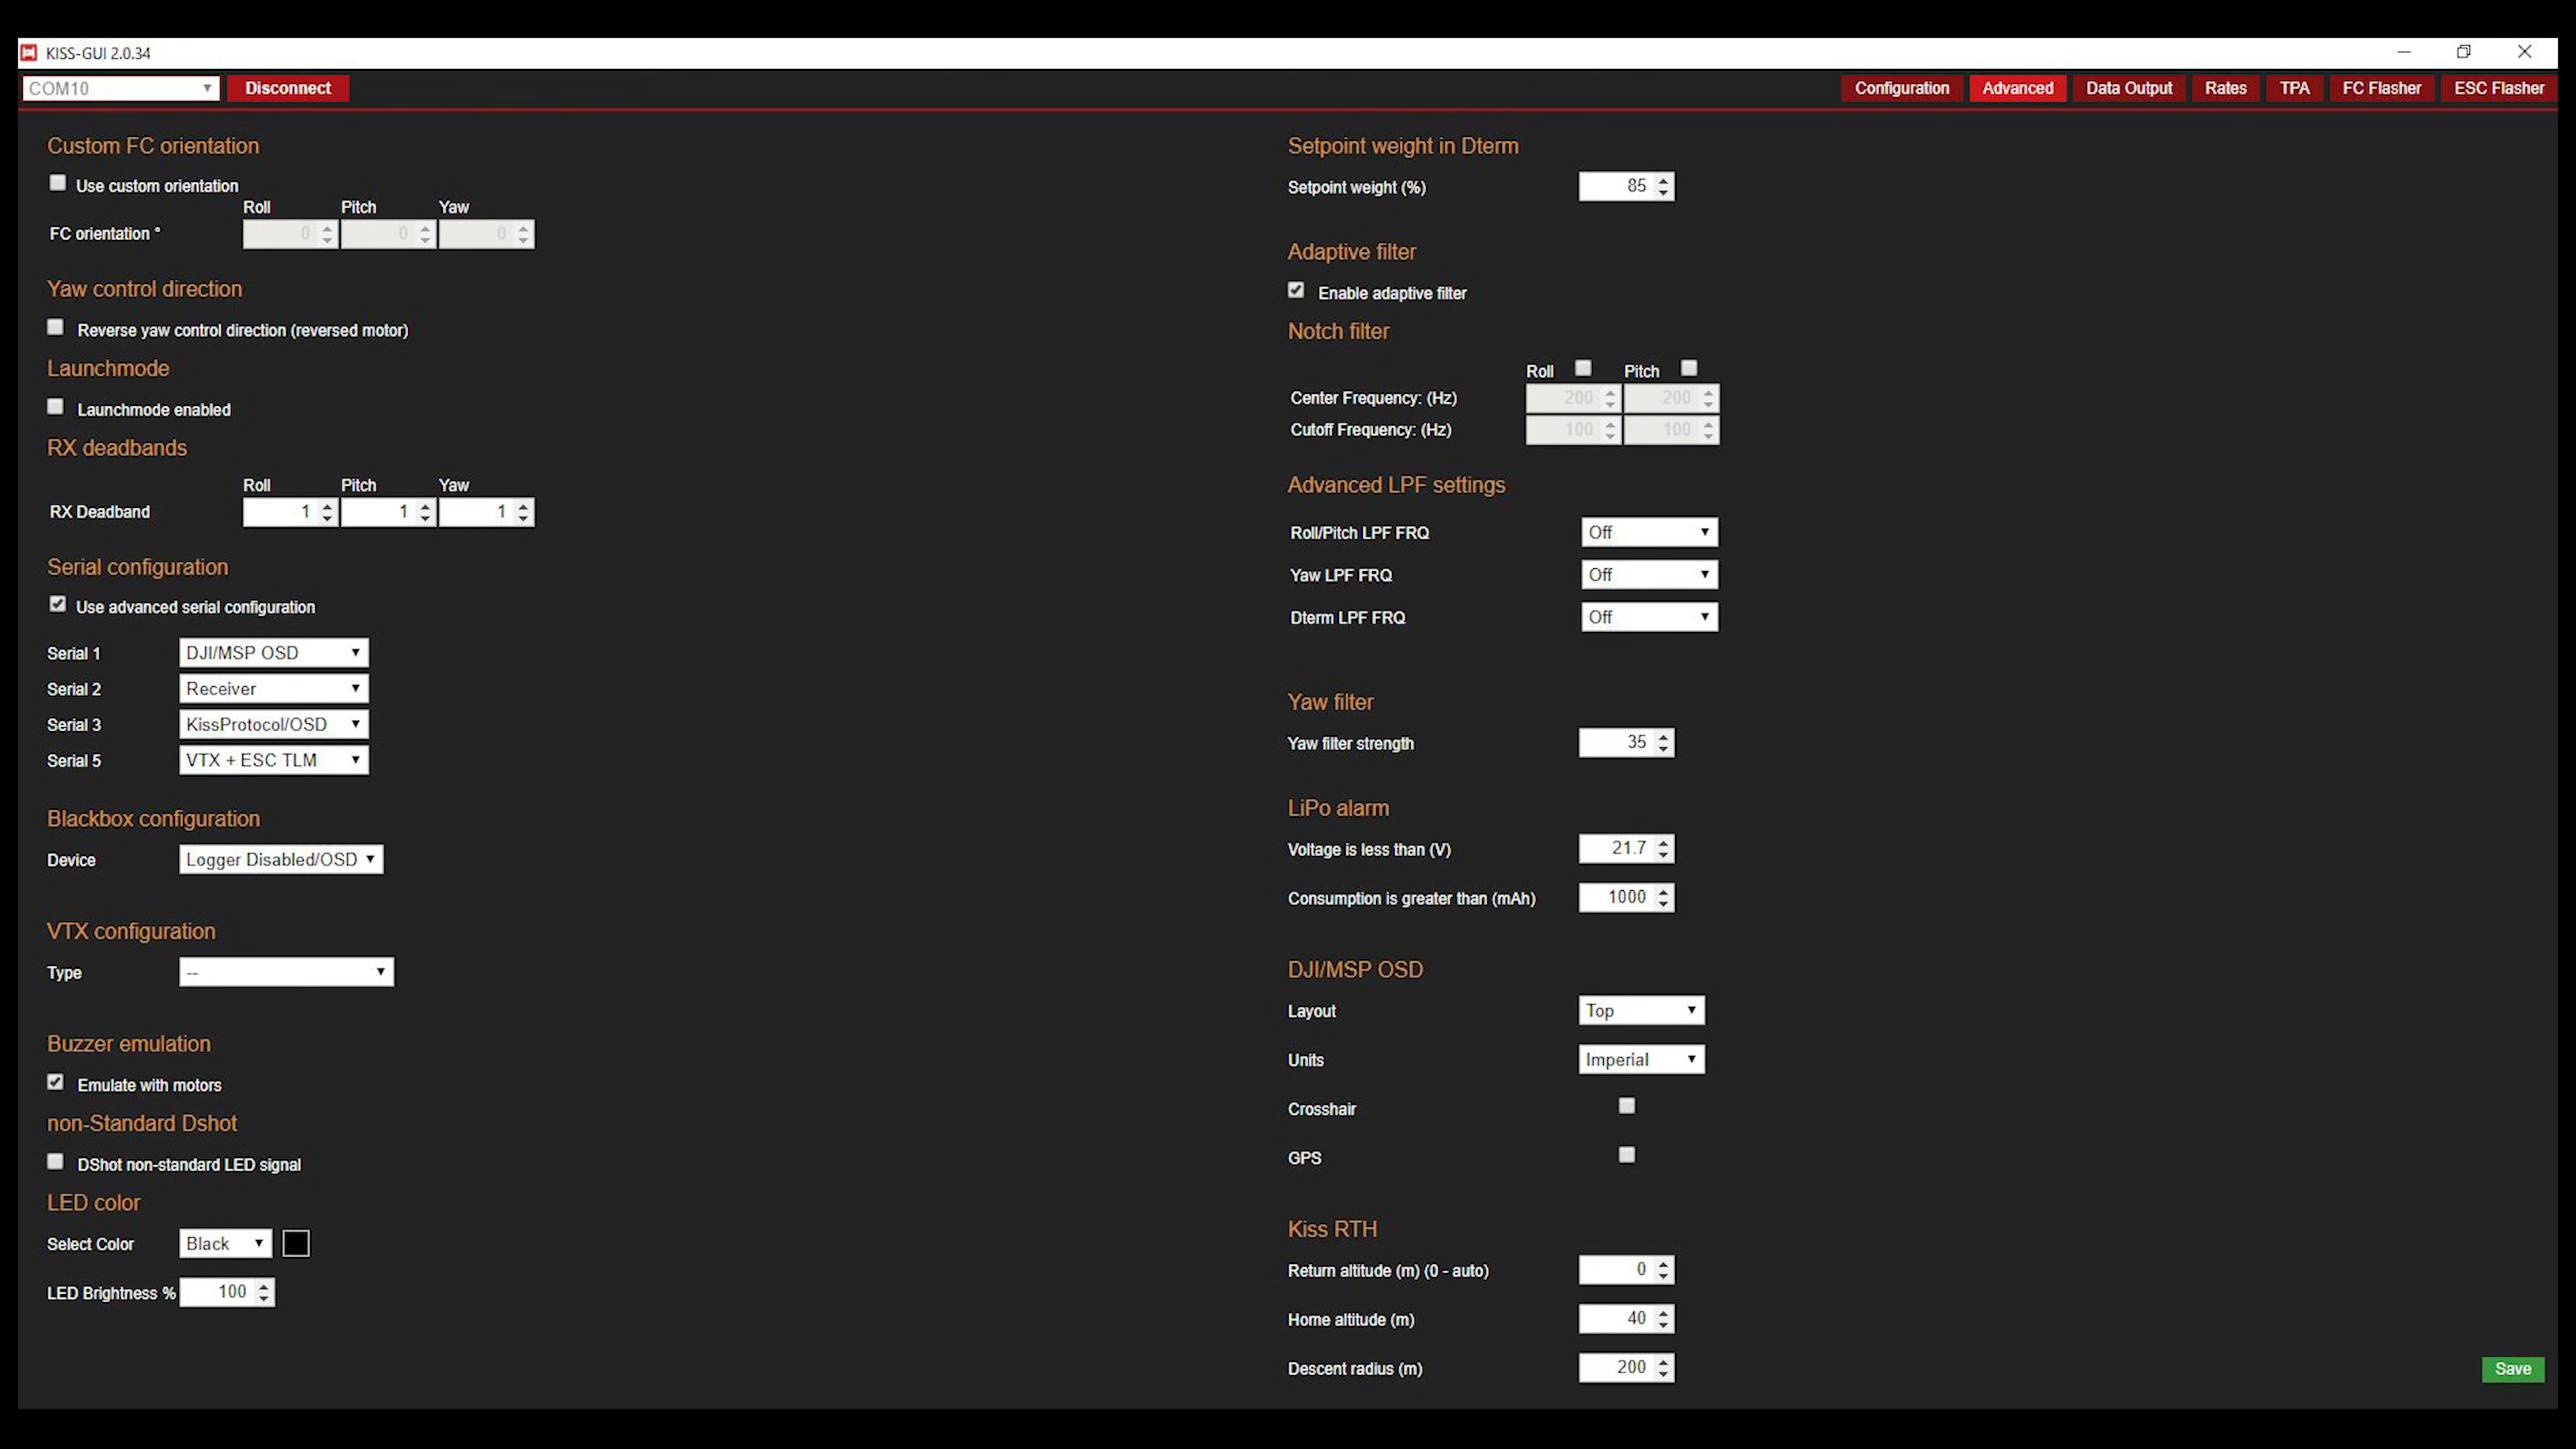 KISS-GUI 2.0.34
COM10 Disconnect Configuration Advanced Data Output Rates TPA FC Flasher ESC Flasher
Custom FC orientation
Use custom orientation
Roll Pitch Yaw
FC orientation ° 0 0 0
Yaw control direction
Reverse yaw control direction (reversed motor)
Launchmode
Launchmode enabled
RX deadbands
Roll Pitch Yaw
RX Deadband 1 1 1
Serial configuration
Use advanced serial configuration
Serial 1 DJI/MSP OSD
Serial 2 Receiver
Serial 3 KissProtocol/OSD
Serial 5 VTX + ESC TLM
Blackbox configuration
Device Logger Disabled/OSD
VTX configuration
Type --
Buzzer emulation
Emulate with motors
non-Standard Dshot
DShot non-standard LED signal
LED color
Select Color Black
LED Brightness % 100
Setpoint weight in Dterm
Setpoint weight (%) 85
Adaptive filter
Enable adaptive filter
Notch filter
Roll Pitch
Center Frequency: (Hz) 200 200
Cutoff Frequency: (Hz) 100 100
Advanced LPF settings
Roll/Pitch LPF FRQ Off
Yaw LPF FRQ Off
Dterm LPF FRQ Off
Yaw filter
Yaw filter strength 35
LiPo alarm
Voltage is less than (V) 21.7
Consumption is greater than (mAh) 1000
DJI/MSP OSD
Layout Top
Units Imperial
Crosshair
GPS
Kiss RTH
Return altitude (m) (0 - auto) 0
Home altitude (m) 40
Descent radius (m) 200
Save